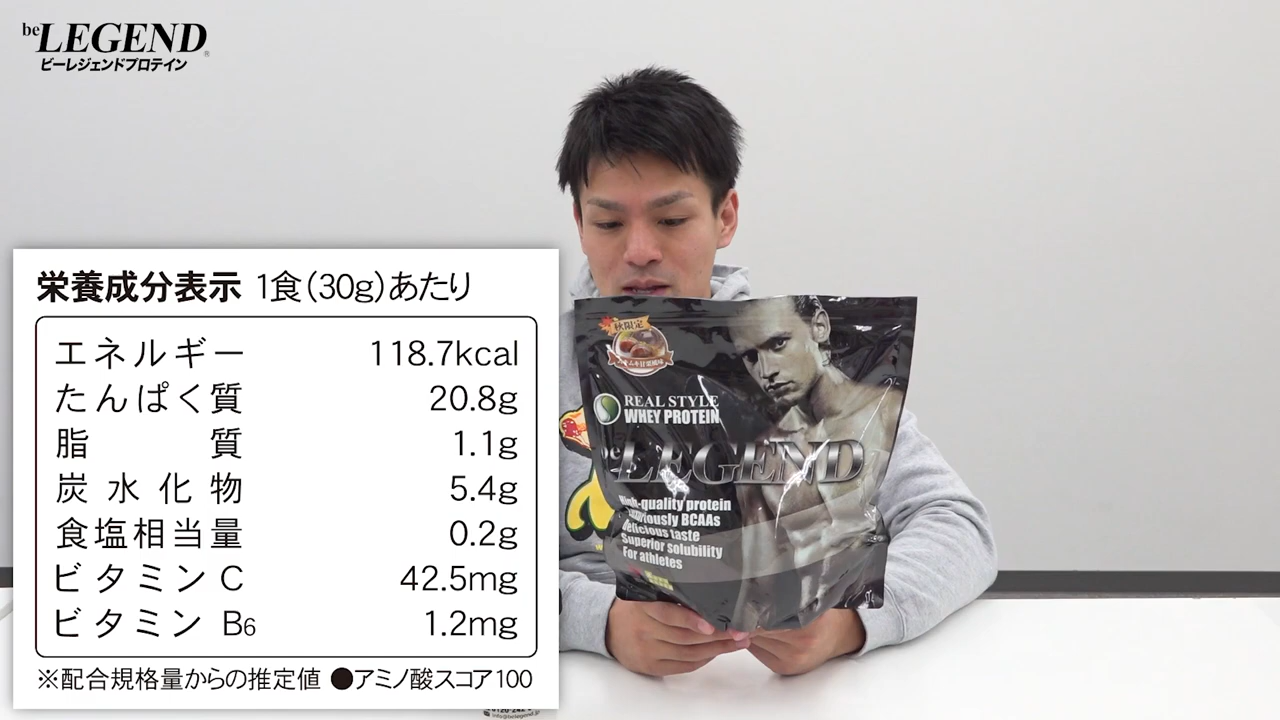 be LEGEND
ビーレジェンドプロテイン
栄養成分表示 1食(30g)あたり
エネルギー 118.7kcal
たんぱく質 20.8g
脂質 1.1g
炭水化物 5.4g
食塩相当量 0.2g
ビタミンC 42.5mg
ビタミン B6 1.2mg
※配合規格量からの推定値 ●アミノ酸スコア100
秋限定
REAL STYLE
WHEY PROTEIN
be LEGEND
High-quality protein
Luxuriously BCAAs
Delicious taste
Superior solubility
For athletes